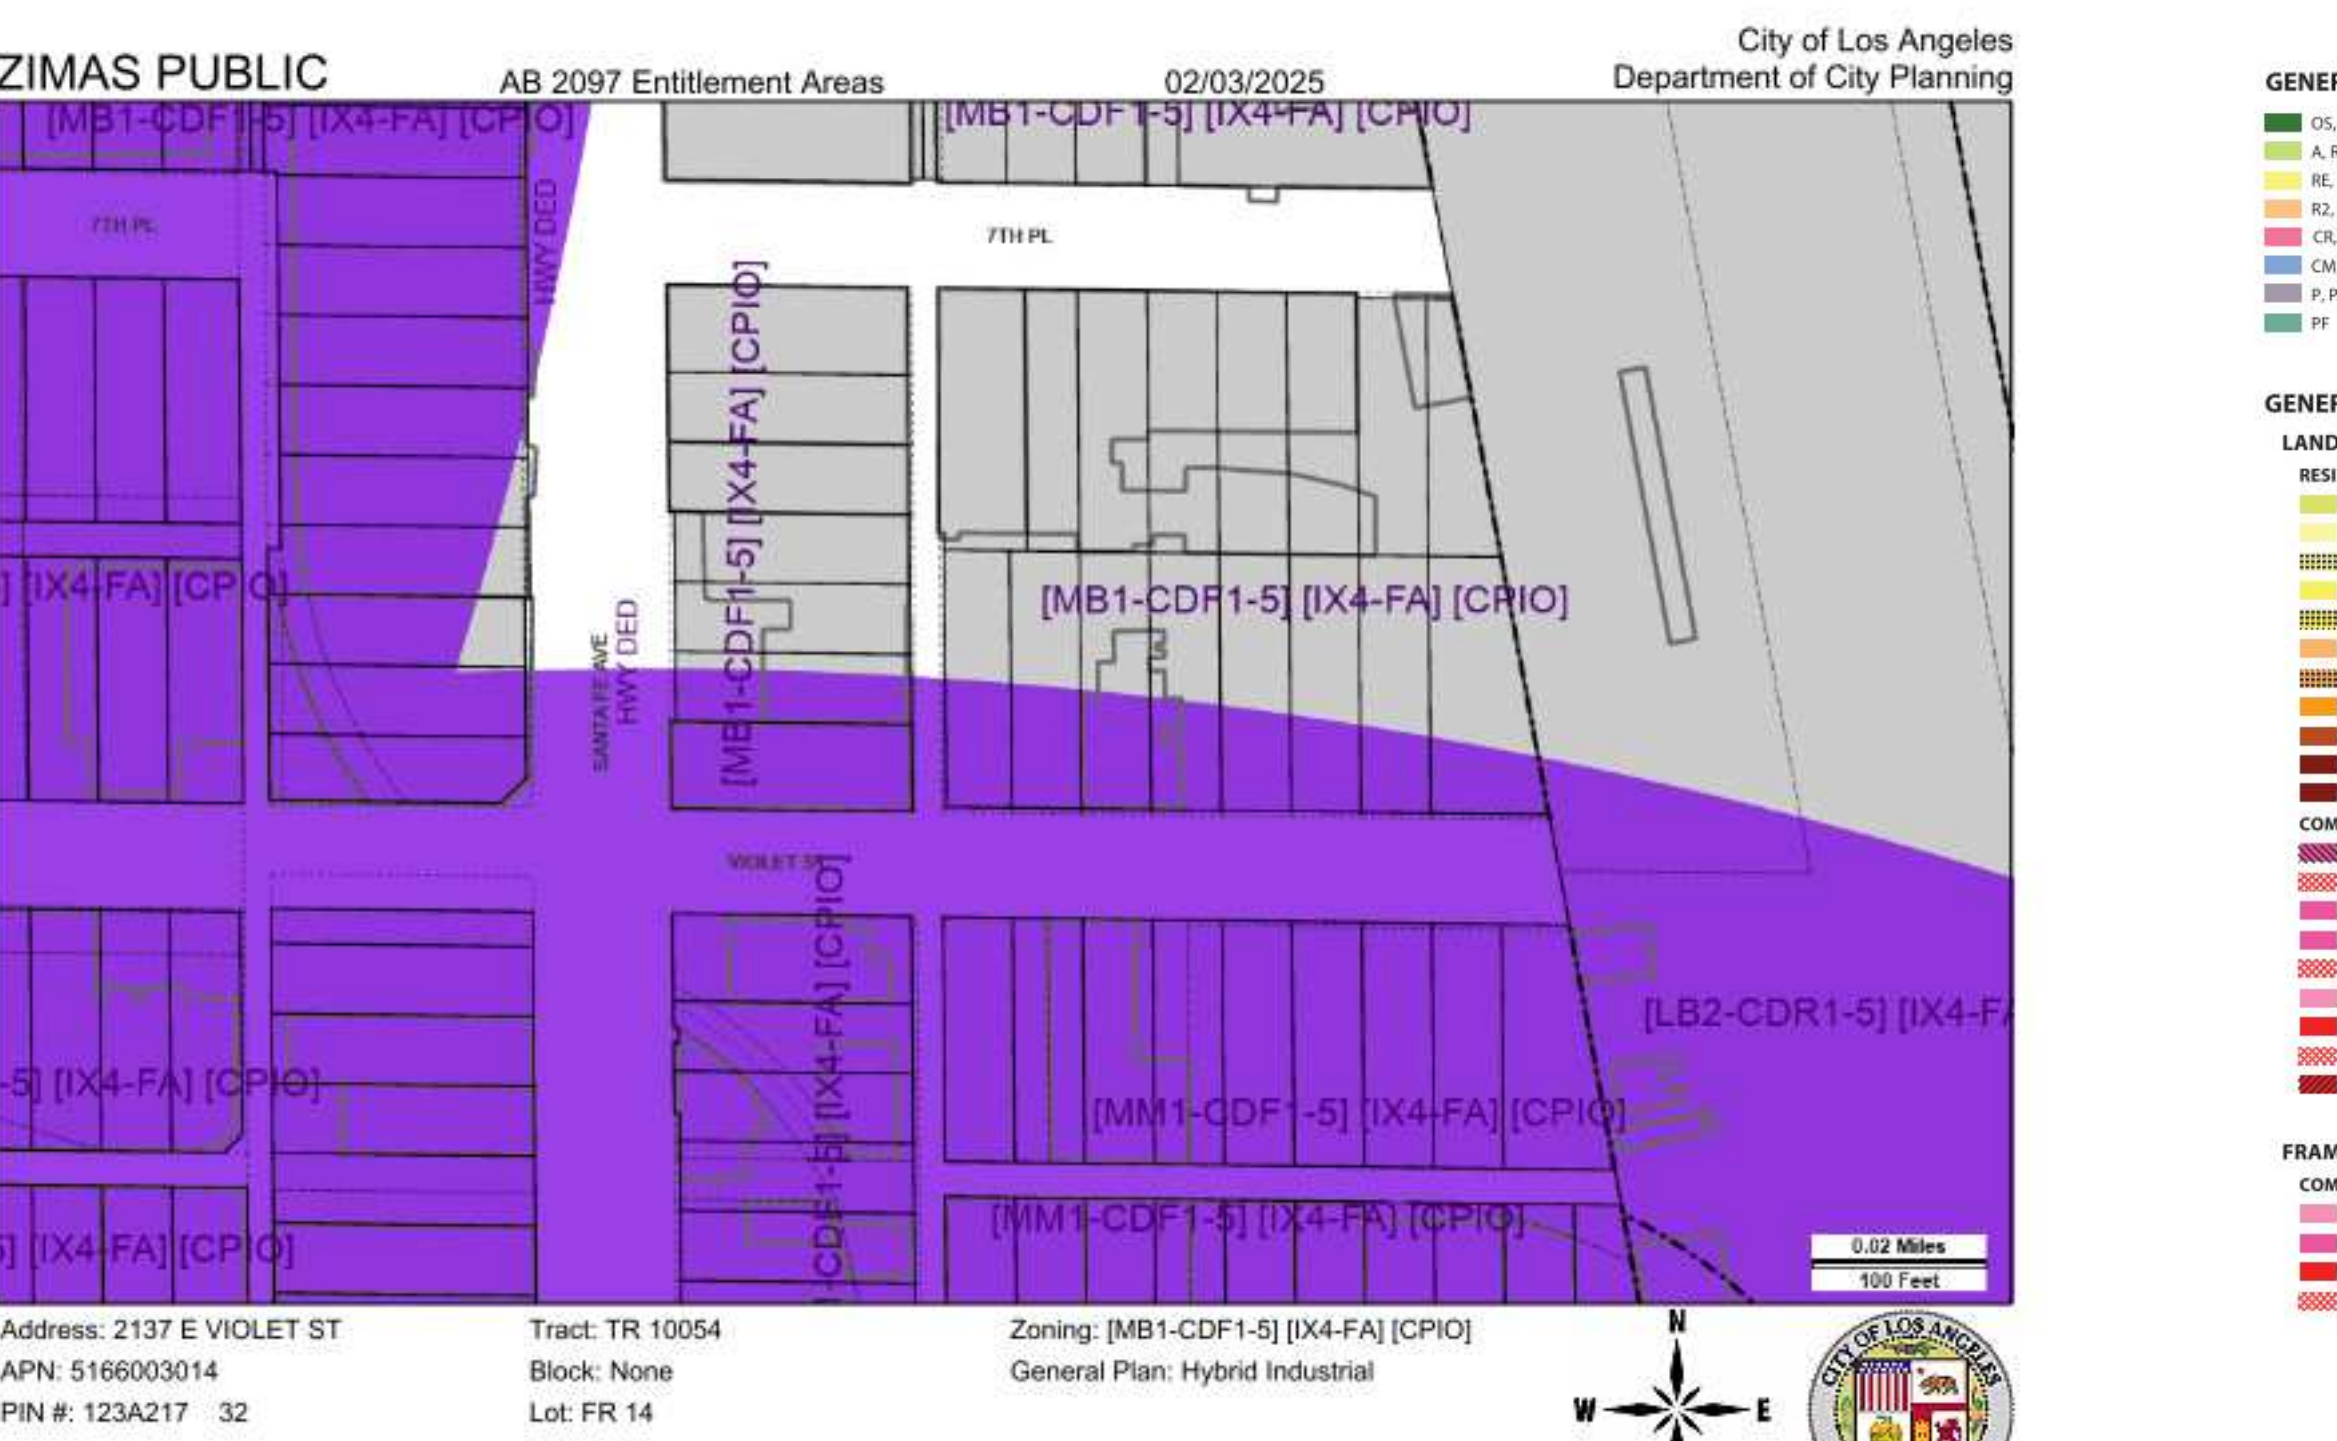 City of Los Angeles
ZIMAS PUBLIC AB 2097 Entitlement Areas 02/03/2025 Department of City Planning
[MB1-CDF1-5] [IX4-FA] [CPIO]
[MB1-CDF1-5] [IX4-FA] [CPIO]
7TH PL
HWY DED
7TH PL
[MB1-CDF1-5] [IX4-FA] [CPIO]
] [IX4-FA] [CPIO]
[MB1-CDF1-5] [IX4-FA] [CPIO]
SANTA FE AVE
HWY DED
VIOLET ST
[LB2-CDR1-5] [IX4-FA
-5] [IX4-FA] [CPIO]
-CDF1-5] [IX4-FA] [CPIO]
[MM1-CDF1-5] [IX4-FA] [CPIO]
5] [IX4-FA] [CPIO]
[MM1-CDF1-5] [IX4-FA] [CPIO]
0.02 Miles
100 Feet
Address: 2137 E VIOLET ST Tract: TR 10054 Zoning: [MB1-CDF1-5] [IX4-FA] [CPIO]
APN: 5166003014 Block: None General Plan: Hybrid Industrial
PIN #: 123A217 32 Lot: FR 14
N
W E
CITY OF LOS ANGELES
GENER
OS,
A, R
RE,
R2,
CR,
CM
P, P
PF
GENER
LAND
RESI
COM
FRAM
COM